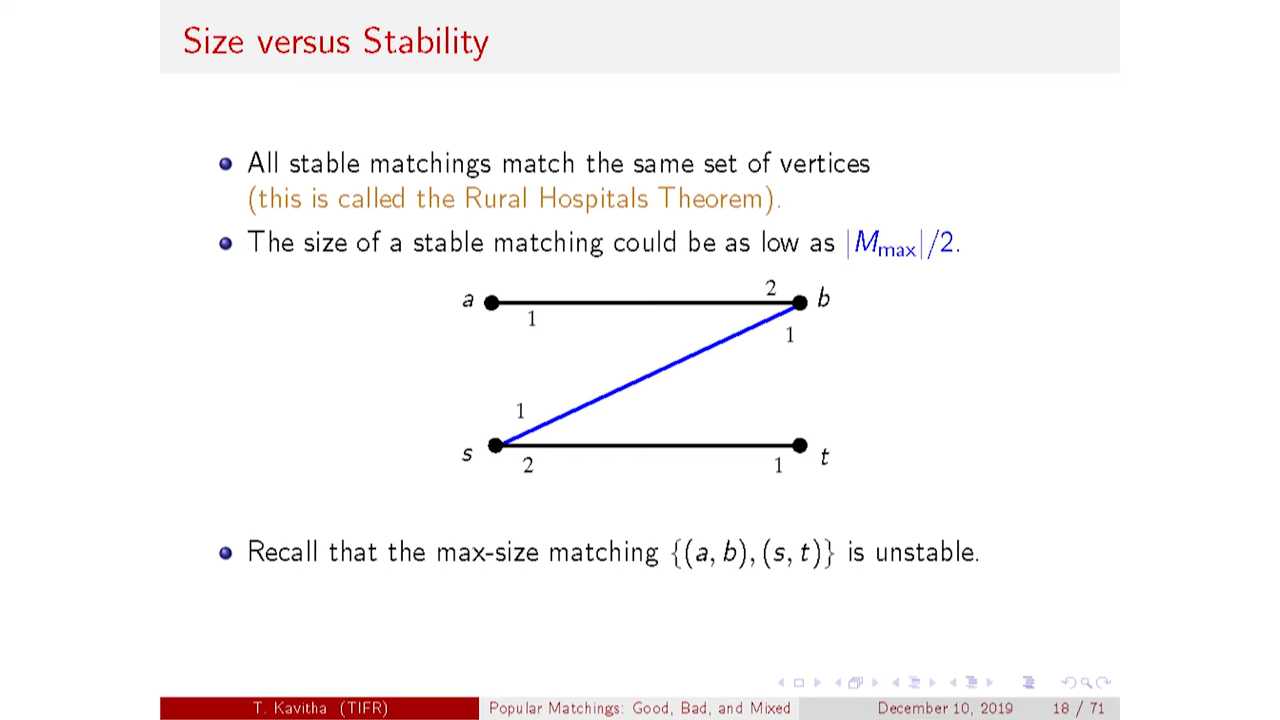 Size versus Stability
All stable matchings match the same set of vertices
(this is called the Rural Hospitals Theorem).
The size of a stable matching could be as low as |M_max|/2.
a 2 b
1 1
1
s 2 1 t
Recall that the max-size matching {(a, b), (s, t)} is unstable.
T. Kavitha (TIFR) Popular Matchings: Good, Bad, and Mixed December 10, 2019 18 / 71